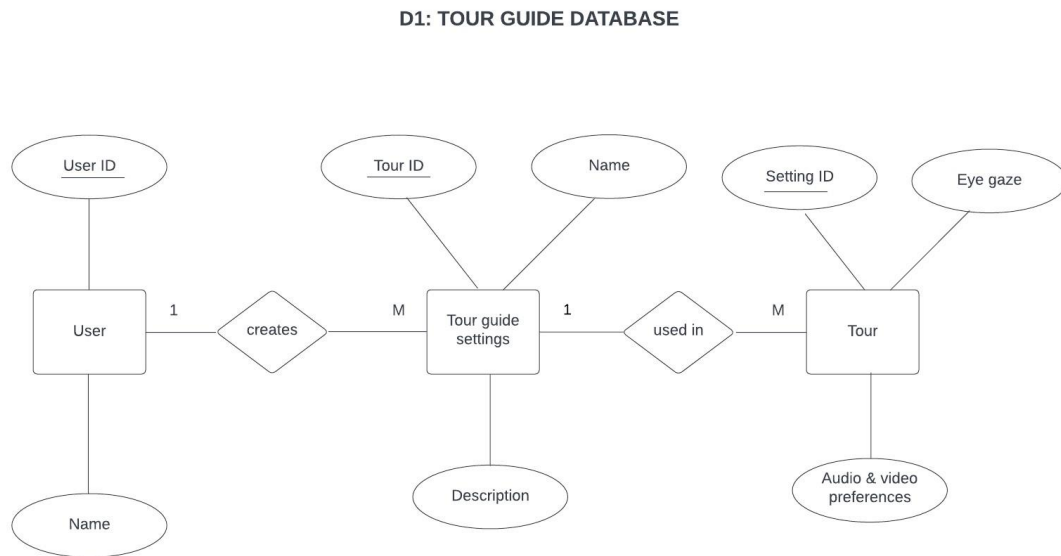 D1: TOUR GUIDE DATABASE
User ID
Tour ID
Name
Setting ID
Eye gaze
User
1
creates
M
Tour guide
settings
1
used in
M
Tour
Name
Description
Audio & video
preferences